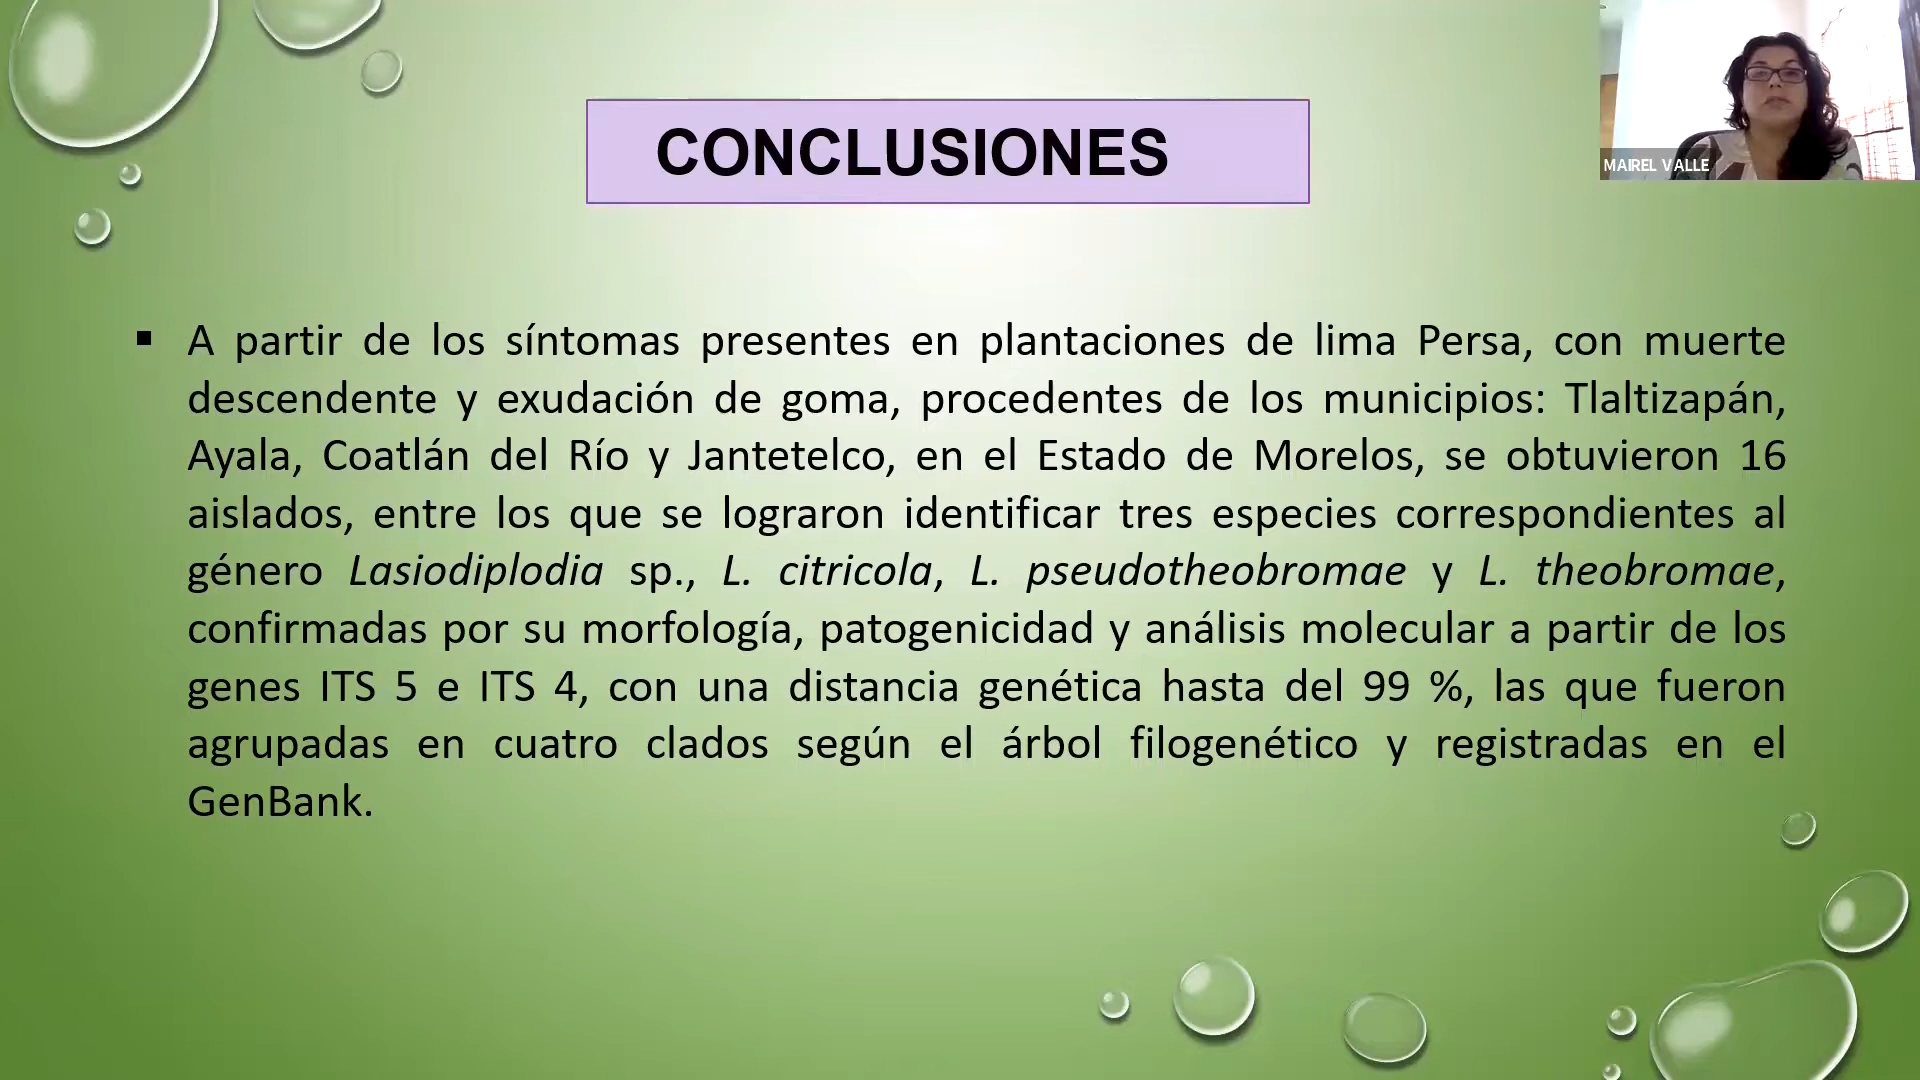 CONCLUSIONES
MAIREL VALLE
▪ A partir de los síntomas presentes en plantaciones de lima Persa, con muerte
descendente y exudación de goma, procedentes de los municipios: Tlaltizapán,
Ayala, Coatlán del Río y Jantetelco, en el Estado de Morelos, se obtuvieron 16
aislados, entre los que se lograron identificar tres especies correspondientes al
género Lasiodiplodia sp., L. citricola, L. pseudotheobromae y L. theobromae,
confirmadas por su morfología, patogenicidad y análisis molecular a partir de los
genes ITS 5 e ITS 4, con una distancia genética hasta del 99 %, las que fueron
agrupadas en cuatro clados según el árbol filogenético y registradas en el
GenBank.